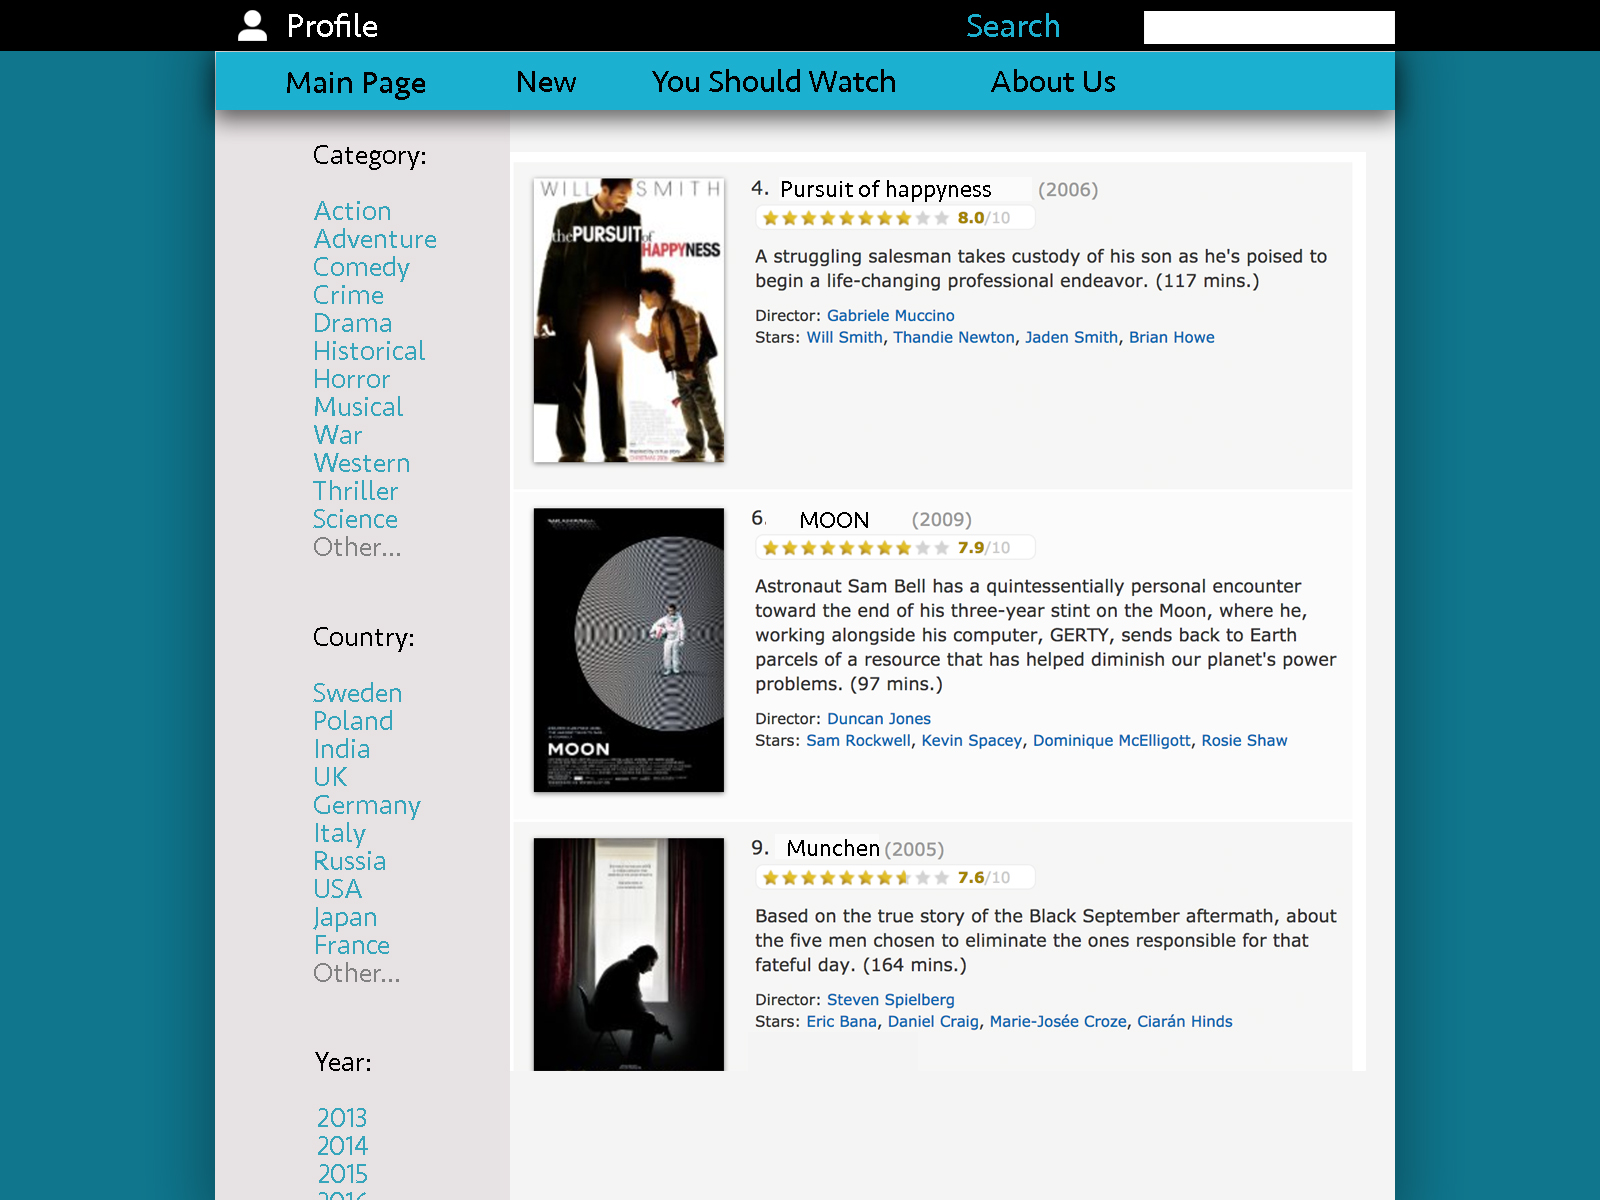 Profile
Search
Main Page
New
You Should Watch
About Us
Category:
Action
Adventure
Comedy
Crime
Drama
Historical
Horror
Musical
War
Western
Thriller
Science
Other...
Country:
Sweden
Poland
India
UK
Germany
Italy
Russia
USA
Japan
France
Other...
Year:
2013
2014
2015
2016
WILL SMITH
the PURSUIT of
HAPPYNESS
4. Pursuit of happyness (2006)
8.0/10
A struggling salesman takes custody of his son as he's poised to
begin a life-changing professional endeavor. (117 mins.)
Director: Gabriele Muccino
Stars: Will Smith, Thandie Newton, Jaden Smith, Brian Howe
MOON
6. MOON (2009)
7.9/10
Astronaut Sam Bell has a quintessentially personal encounter
toward the end of his three-year stint on the Moon, where he,
working alongside his computer, GERTY, sends back to Earth
parcels of a resource that has helped diminish our planet's power
problems. (97 mins.)
Director: Duncan Jones
Stars: Sam Rockwell, Kevin Spacey, Dominique McElligott, Rosie Shaw
9. Munchen (2005)
7.6/10
Based on the true story of the Black September aftermath, about
the five men chosen to eliminate the ones responsible for that
fateful day. (164 mins.)
Director: Steven Spielberg
Stars: Eric Bana, Daniel Craig, Marie-Josée Croze, Ciarán Hinds